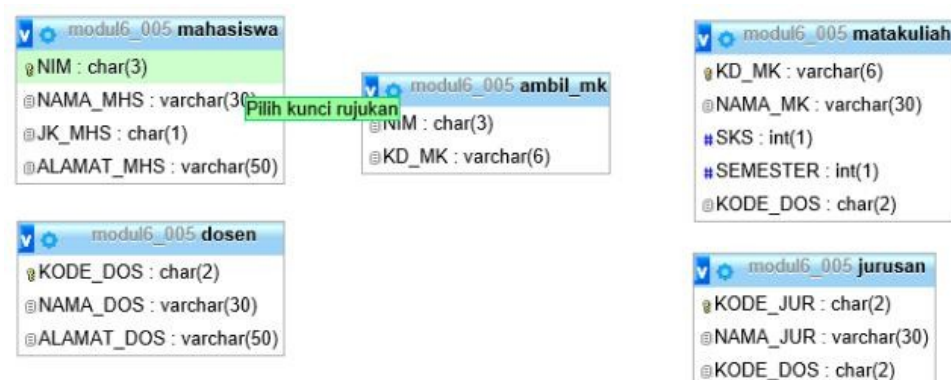 modul6_005 mahasiswa
NIM : char(3)
NAMA_MHS : varchar(30)
JK_MHS : char(1)
ALAMAT_MHS : varchar(50)
Pilih kunci rujukan
modul6_005 ambil_mk
NIM : char(3)
KD_MK : varchar(6)
modul6_005 matakuliah
KD_MK : varchar(6)
NAMA_MK : varchar(30)
# SKS : int(1)
# SEMESTER : int(1)
KODE_DOS : char(2)
modul6_005 dosen
KODE_DOS : char(2)
NAMA_DOS : varchar(30)
ALAMAT_DOS : varchar(50)
modul6_005 jurusan
KODE_JUR : char(2)
NAMA_JUR : varchar(30)
KODE_DOS : char(2)